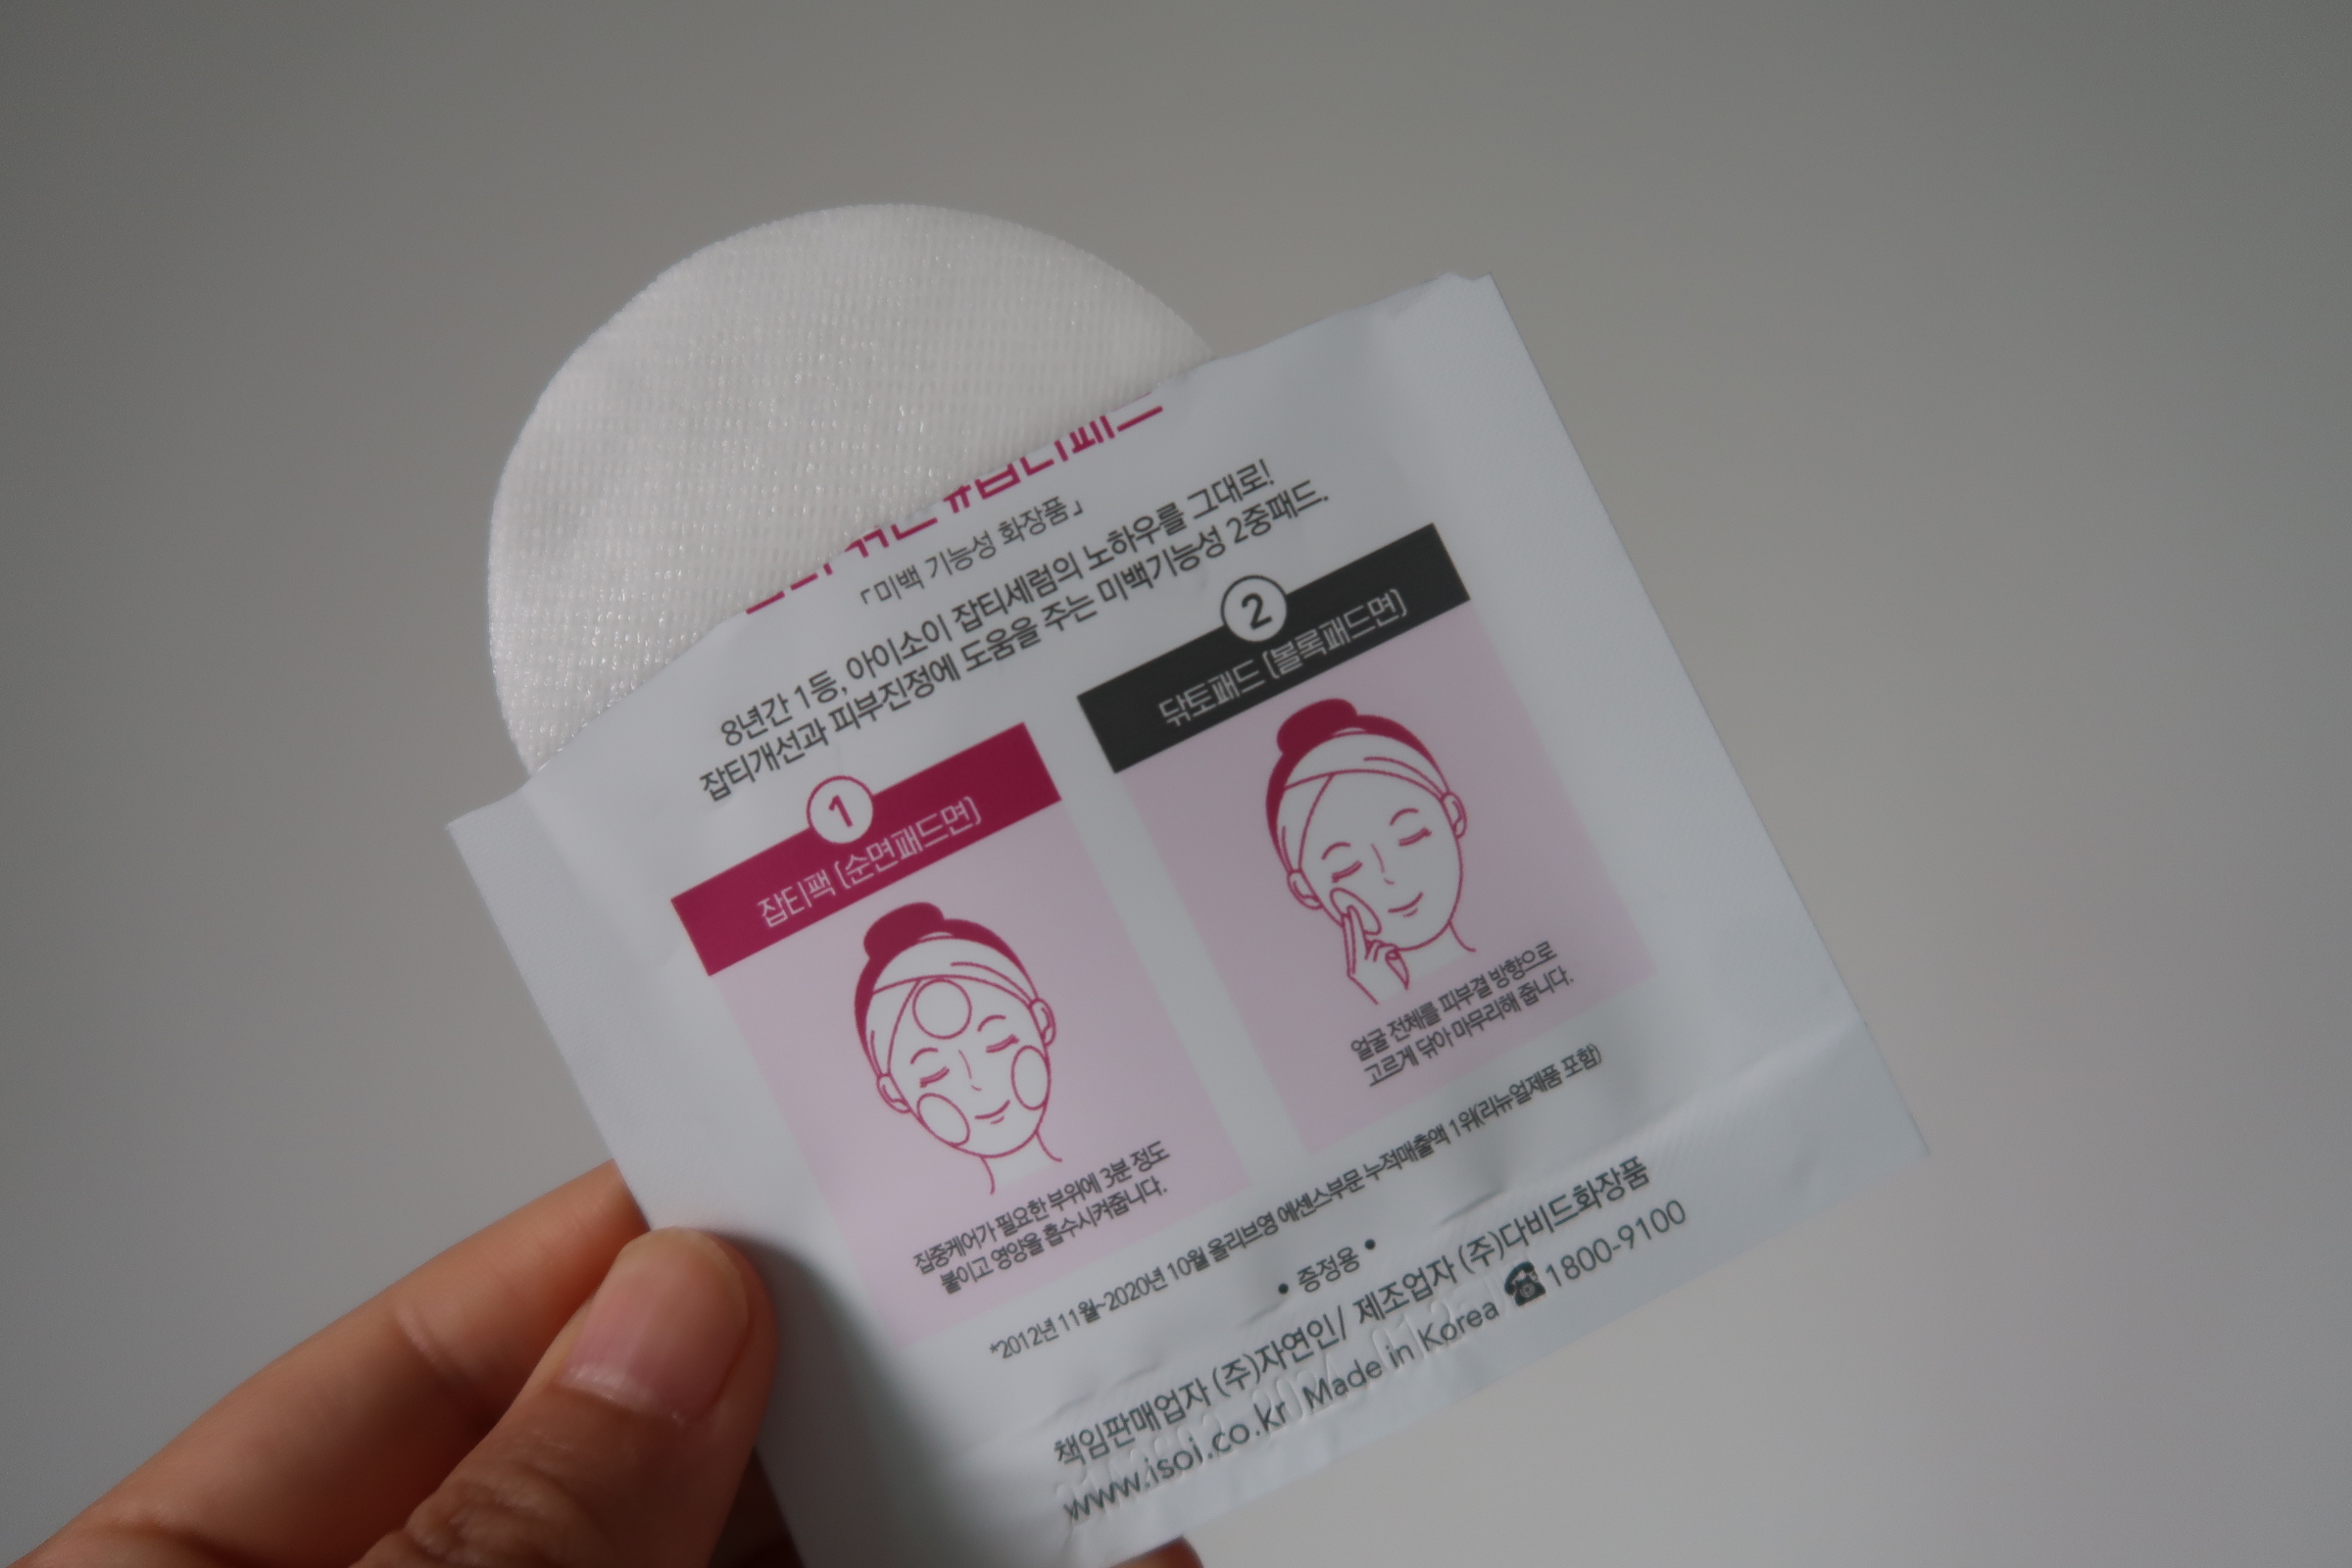 「미백 기능성 화장품」
8년간 1등, 아이소이 잡티세럼의 노하우를 그대로!
잡티개선과 피부진정에 도움을 주는 미백기능성 2중패드.
1
잡티팩 (순면패드면)
집중케어가 필요한 부위에 3분 정도
붙이고 영양을 흡수시켜줍니다.
2
닦토패드 (볼록패드면)
얼굴 전체를 피부결 방향으로
고르게 닦아 마무리해 줍니다.
*2012년 11월~2020년 10월 올리브영 에센스부문 누적매출액 1위(리뉴얼제품 포함)
• 증정용 •
책임판매업자 (주)자연인/ 제조업자 (주)다비드화장품
www.isoi.co.kr Made in Korea ☎1800-9100